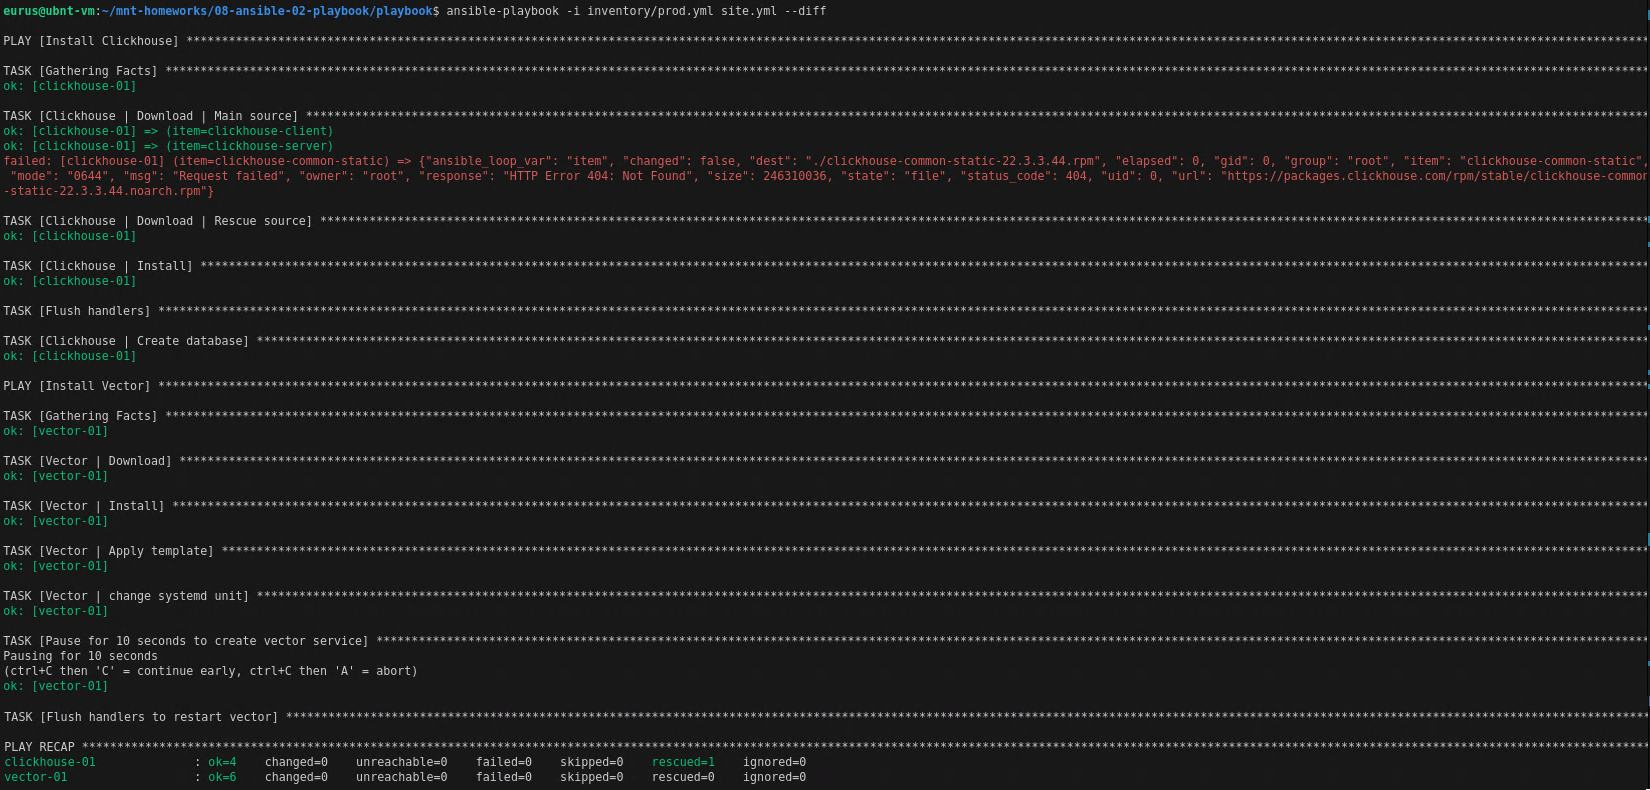 eurus@ubnt-vm:~/mnt-homeworks/08-ansible-02-playbook/playbook$ ansible-playbook -i inventory/prod.yml site.yml --diff
PLAY [Install Clickhouse] ****************************************************************
TASK [Gathering Facts] ****************************************************************
ok: [clickhouse-01]
TASK [Clickhouse | Download | Main source] ****************************************************************
ok: [clickhouse-01] => (item=clickhouse-client)
ok: [clickhouse-01] => (item=clickhouse-server)
failed: [clickhouse-01] (item=clickhouse-common-static) => {"ansible_loop_var": "item", "changed": false, "dest": "./clickhouse-common-static-22.3.3.44.rpm", "elapsed": 0, "gid": 0, "group": "root", "item": "clickhouse-common-static",
"mode": "0644", "msg": "Request failed", "owner": "root", "response": "HTTP Error 404: Not Found", "size": 246310036, "state": "file", "status_code": 404, "uid": 0, "url": "https://packages.clickhouse.com/rpm/stable/clickhouse-common
-static-22.3.3.44.noarch.rpm"}
TASK [Clickhouse | Download | Rescue source] ****************************************************************
ok: [clickhouse-01]
TASK [Clickhouse | Install] ****************************************************************
ok: [clickhouse-01]
TASK [Flush handlers] ****************************************************************
TASK [Clickhouse | Create database] ****************************************************************
ok: [clickhouse-01]
PLAY [Install Vector] ****************************************************************
TASK [Gathering Facts] ****************************************************************
ok: [vector-01]
TASK [Vector | Download] ****************************************************************
ok: [vector-01]
TASK [Vector | Install] ****************************************************************
ok: [vector-01]
TASK [Vector | Apply template] ****************************************************************
ok: [vector-01]
TASK [Vector | change systemd unit] ****************************************************************
ok: [vector-01]
TASK [Pause for 10 seconds to create vector service] ****************************************************************
Pausing for 10 seconds
(ctrl+C then 'C' = continue early, ctrl+C then 'A' = abort)
ok: [vector-01]
TASK [Flush handlers to restart vector] ****************************************************************
PLAY RECAP ****************************************************************
clickhouse-01 : ok=4 changed=0 unreachable=0 failed=0 skipped=0 rescued=1 ignored=0
vector-01 : ok=6 changed=0 unreachable=0 failed=0 skipped=0 rescued=0 ignored=0